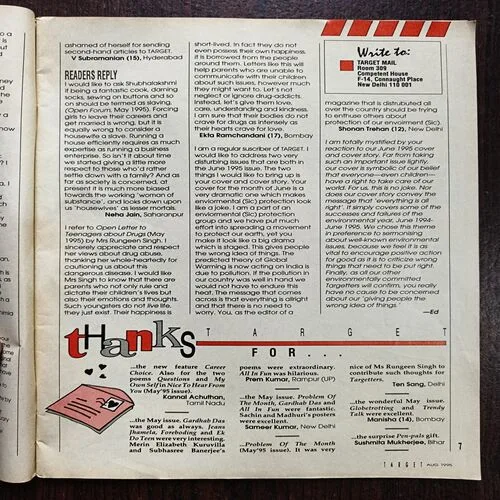 ashamed of herself for sending
second-hand articles to TARGET.
V Subramanian (15), Hyderabad
READERS REPLY
I would like to ask Shubhalakshmi
if being a fantastic cook, darning
socks, sewing on buttons and so
on should be termed as slaving.
(Open Forum, May 1995). Forcing
girls to leave their careers and
get married is wrong, but it is
equally wrong to consider a
housewife a slave. Running a
house efficiently requires as much
expertise as running a business
enterprise. So isn't it about time
we started giving a little more
respect to those who'd rather
settle down with a family? And as
far as society is concerned, at
present it is much more biased
towards the working 'woman of
substance', and looks down upon
us 'housewives' as lesser mortals.
Neha Jain, Saharanpur
I refer to Open Letter to
Teenagers about Drugs (May
1995) by Mrs Rungeen Singh. I
sincerely appreciate and respect
her views about drug abuse,
thanking her whole-heartedly for
cautioning us about this
dangerous disease. I would like
Mrs Singh to know that there are
parents who not only rule and
dictate their children's lives but
also their emotions and thoughts.
Such youngsters do not live life,
they just exist. Their happiness is
short-lived. In fact they do not
even possess their own happiness.
It is borrowed from the people
around them. Letters like this will
help parents who are unable to
communicate with their children
about such issues, however much
they might want to. Let's not
neglect or ignore drug-addicts.
Instead, let's give them love,
care, understanding and kindness.
I am sure that their bodies do not
crave for drugs as intensely as
their hearts crave for love.
Ekta Ramchandani (17), Bombay
I am a regular suscriber of TARGET. I
would like to address two very
disturbing issues that are both in
the June 1995 issue. The two
things I would like to bring up is
your cover and cover story. Your
cover for the month of June is a
very dramatic one which makes
enviormental (Sic) protection look
like a joke. I am a part of an
enviormental (Sic) protection
group and we have put much
effort into spreading a movement
to protect our earth, yet you
make it look like a big drama
which is staged. This gives people
the wrong idea of things. The
predicted theory of Global
Warming is now acting on india is
due to pollution. If the pollution in
our country was put in hand we
would not have to endure this
heat. The message that comes
across is that everything is alright
and that there is no need to
worry. You, as the editor of a
Write to:
TARGET MAIL
Room 309
Competent House
F-14, Connaught Place
New Delhi 110 001
magazine that is distrubuted all
over the country should be trying
to enthuse others about
protection of our enviorment (Sic).
Shonan Trehan (12), New Delhi
I am totally mystified by your
reaction to our June 1995 cover
and cover story. Far from taking
such an important issue lightly,
our cover is symbolic of our belief
that everyone—even children—
have a right to take care of our
world. For us, this is no joke. Nor
does our cover story convey the
message that 'everything is all
right'. It simply covers some of the
successes and failures of the
environmental year, June 1994-
June 1995. We chose this theme
in preference to sermonising
about well-known environmental
issues, because we feel it is as
vital to encourage positive action
for good as it is to criticize wrong
things that need to be put right.
Finally, as all our other
environmentally committed
Targetters will confirm, you really
have no cause to be concerned
about our 'giving people the
wrong idea of things.'
—Ed
tHanks
TARGET
FOR...
...the new feature Career
Choice. Also for the two
poems Questions and My
Own Self in Nice To Hear From
You (May'95 issue).
Kannal Achuthan,
Tamil Nadu
...the May issue. Gardhab Das
was good as always. Jeans
Jhamela, Foreboding and Ek
Do Teen were very interesting.
Merin Elizabeth Kuruvilla
and Subhasree Banerjee's
poems were extraordinary.
All In Fun was hilarious.
Prem Kumar, Rampur (UP)
...the May issue. Problem Of
The Month, Gardhab Das and
All In Fun were fantastic.
Sachin and Madhuri's posters
were excellent.
Sameer Kumar, New Delhi
...Problem Of The Month
(May'95 issue). It was very
nice of Ms Rungeen Singh to
contribute such thoughts for
Targetters.
Ten Sang, Delhi
...the wonderful May issue.
Globetrotting and Trendy
Talk were excellent.
Manisha (14), Bombay
...the surprise Pen-pals gift.
Sushmita Mukherjee, Bihar
7
TARGET AUG 1995